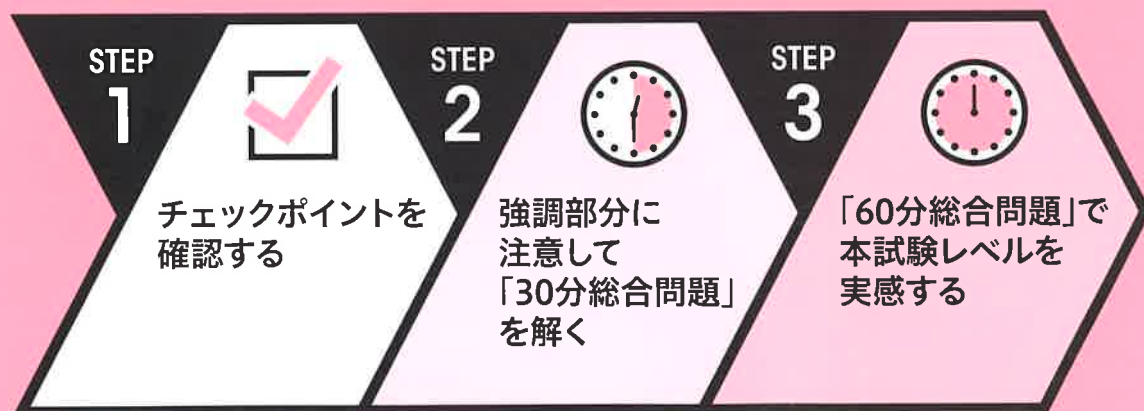 STEP
1
チェックポイントを
確認する
STEP
2
強調部分に
注意して
「30分総合問題」
を解く
STEP
3
「60分総合問題」で
本試験レベルを
実感する